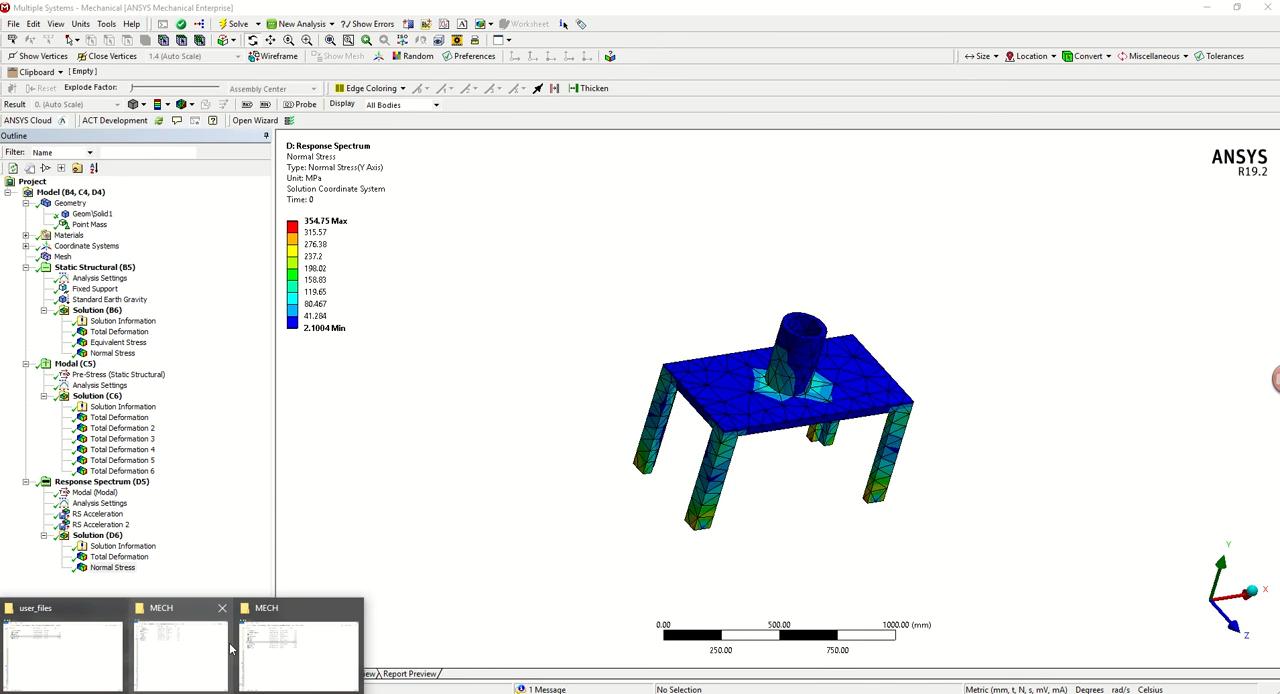 Multiple Systems - Mechanical [ANSYS Mechanical Enterprise]
File Edit View Units Tools Help Solve New Analysis ?/ Show Errors Worksheet
Show Vertices Close Vertices 1.4 (Auto Scale) Wireframe Show Mesh Random Preferences Size Location Convert Miscellaneous Tolerances
Clipboard [ Empty ]
Reset Explode Factor: Assembly Center Edge Coloring Thicken
Result 0. (Auto Scale) Probe Display All Bodies
ANSYS Cloud ACT Development Open Wizard
Outline
Filter: Name
Project
Model (B4, C4, D4)
Geometry
Geom\Solid1
Point Mass
Materials
Coordinate Systems
Mesh
Static Structural (B5)
Analysis Settings
Fixed Support
Standard Earth Gravity
Solution (B6)
Solution Information
Total Deformation
Equivalent Stress
Normal Stress
Modal (C5)
Pre-Stress (Static Structural)
Analysis Settings
Solution (C6)
Solution Information
Total Deformation
Total Deformation 2
Total Deformation 3
Total Deformation 4
Total Deformation 5
Total Deformation 6
Response Spectrum (D5)
Modal (Modal)
Analysis Settings
RS Acceleration
RS Acceleration 2
Solution (D6)
Solution Information
Total Deformation
Normal Stress
D: Response Spectrum
Normal Stress
Type: Normal Stress(Y Axis)
Unit: MPa
Solution Coordinate System
Time: 0
354.75 Max
315.57
276.38
237.2
198.02
158.83
119.65
80.467
41.284
2.1004 Min
ANSYS
R19.2
Y
X
Z
0.00 500.00 1000.00 (mm)
250.00 750.00
user_files MECH MECH
Report Preview
1 Message No Selection Metric (mm, t, N, s, mV, mA) Degrees rad/s Celsius